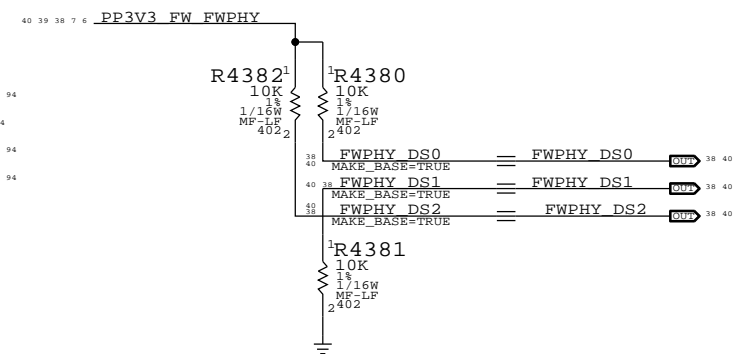 40 39 38 7 6 PP3V3_FW_FWPHY
R4382 1
10K
1%
1/16W
MF-LF
402 2
1 R4380
10K
1%
1/16W
MF-LF
2 402
94
4
94
94
38 40 FWPHY_DS0 FWPHY_DS0 OUT 38 40
MAKE_BASE=TRUE
40 38 FWPHY_DS1 FWPHY_DS1 OUT 38 40
MAKE_BASE=TRUE
40 38 FWPHY_DS2 FWPHY_DS2 OUT 38 40
MAKE_BASE=TRUE
1 R4381
10K
1%
1/16W
MF-LF
2 402